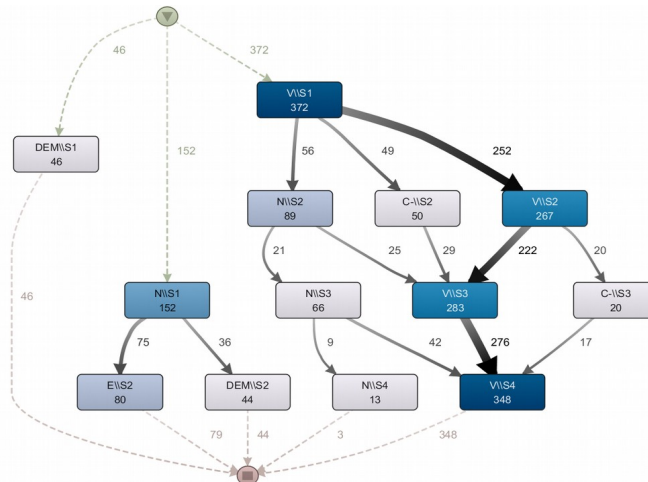 46
372
V\\S1
372
DEM\\S1
46
152
56
49
252
N\\S2
89
C-\\S2
50
V\\S2
267
21
25
29
222
20
46
N\\S1
152
N\\S3
66
V\\S3
283
C-\\S3
20
75
36
9
42
276
17
E\\S2
80
DEM\\S2
44
N\\S4
13
V\\S4
348
79
44
3
348